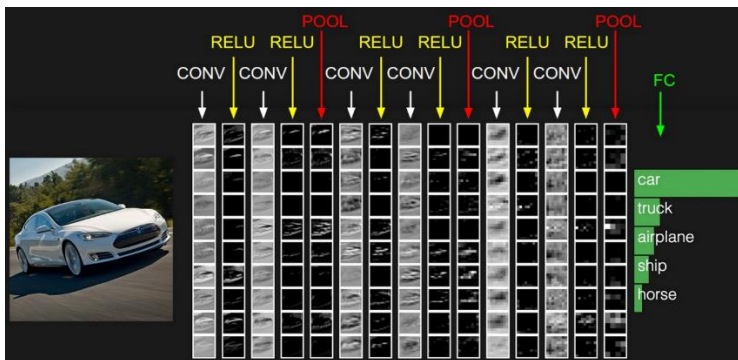 POOL POOL POOL
RELU RELU RELU RELU RELU RELU
CONV CONV CONV CONV CONV CONV
FC
car
truck
airplane
ship
horse